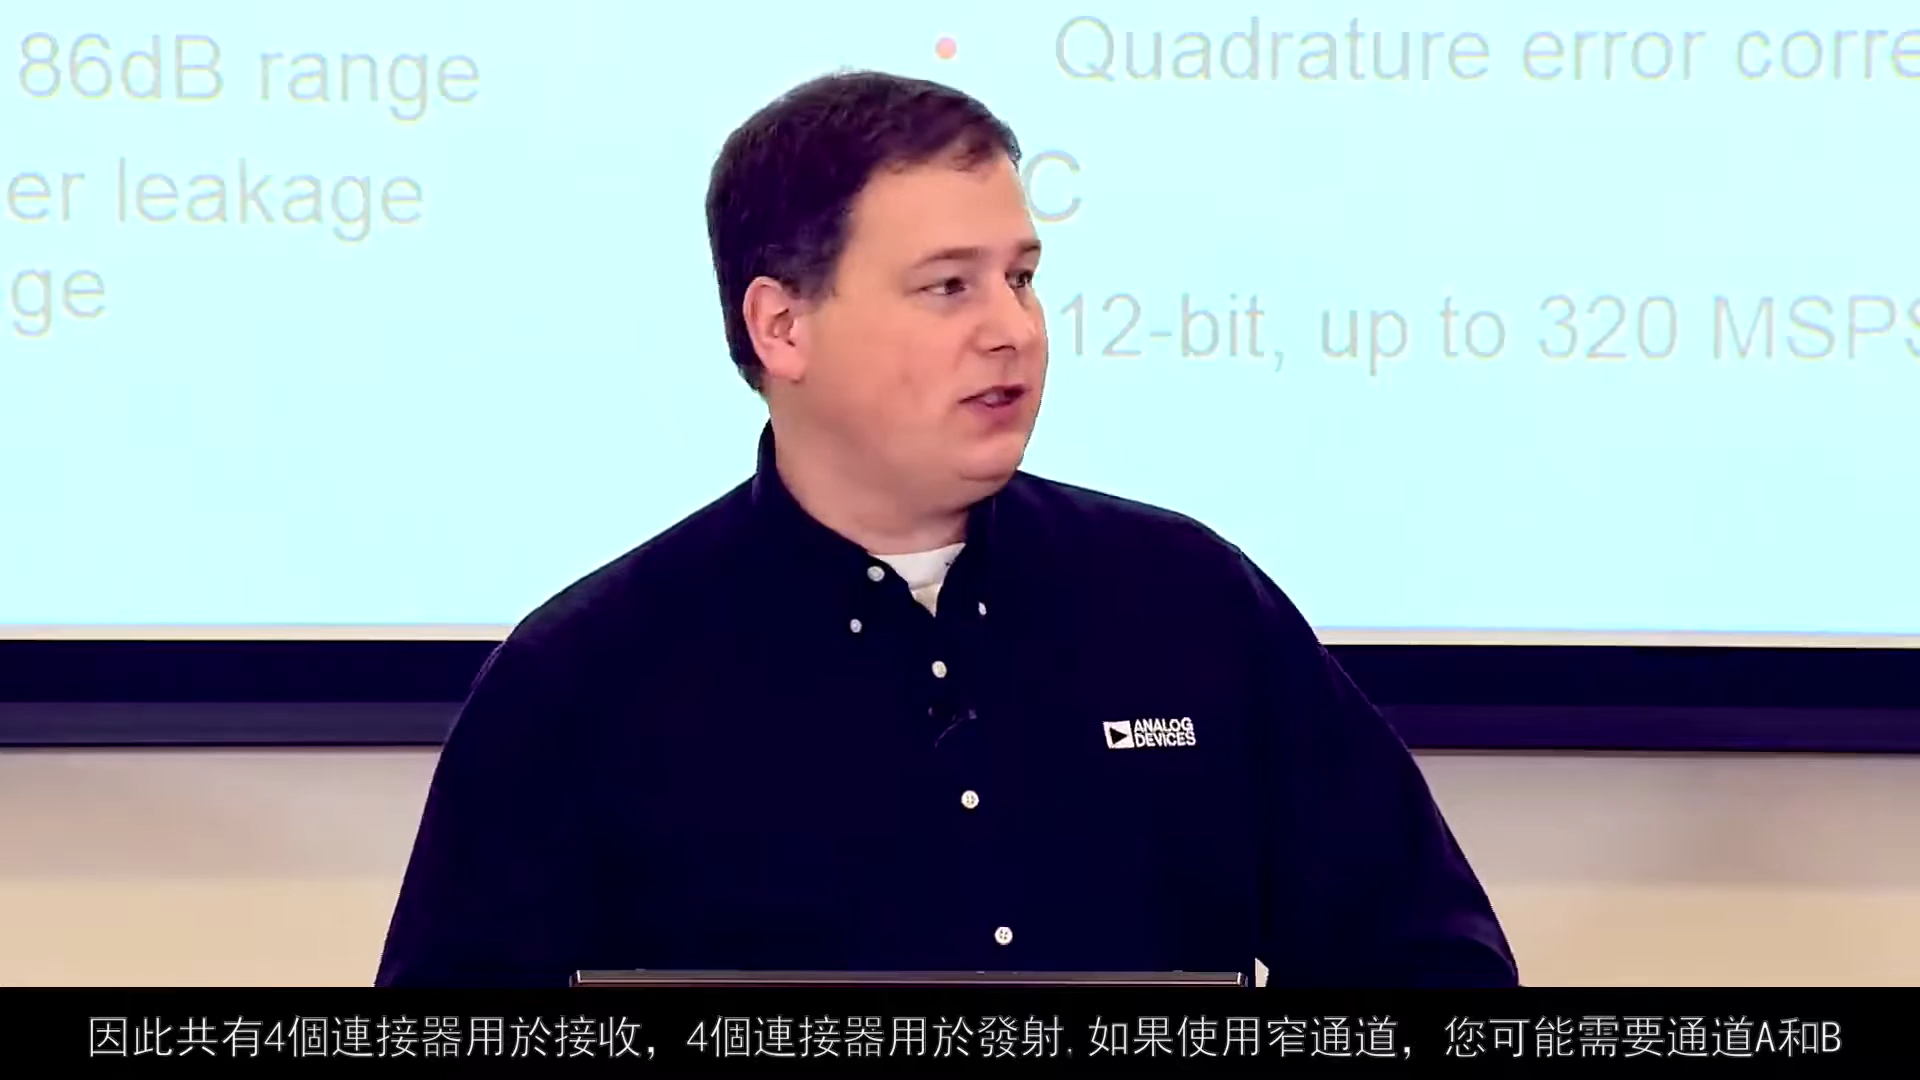 86dB range
Quadrature error corre
er leakage
C
ge
12-bit, up to 320 MSPS
ANALOG
DEVICES
因此共有4個連接器用於接收，4個連接器用於發射. 如果使用窄通道，您可能需要通道A和B